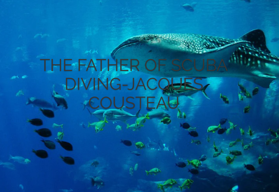 THE FATHER OF SCUBA
DIVING-JACQUES
COUSTEAU